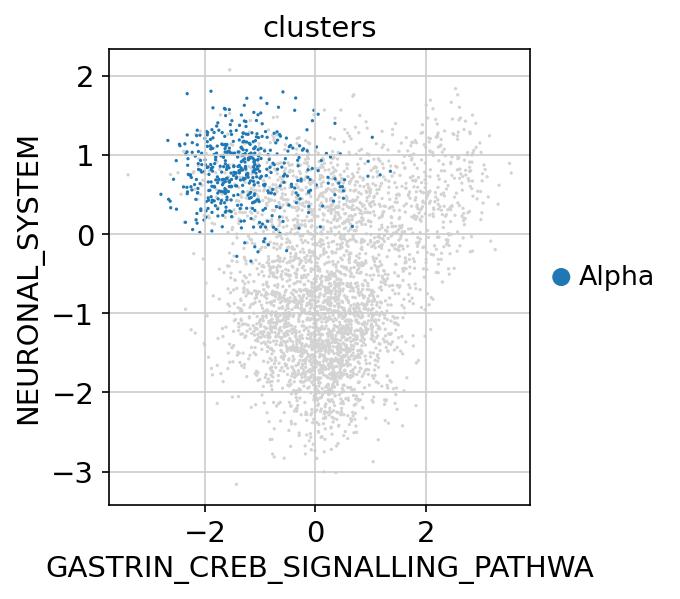 clusters
NEURONAL_SYSTEM
2
1
0
−1
−2
−3
−2
0
2
GASTRIN_CREB_SIGNALLING_PATHWA
Alpha